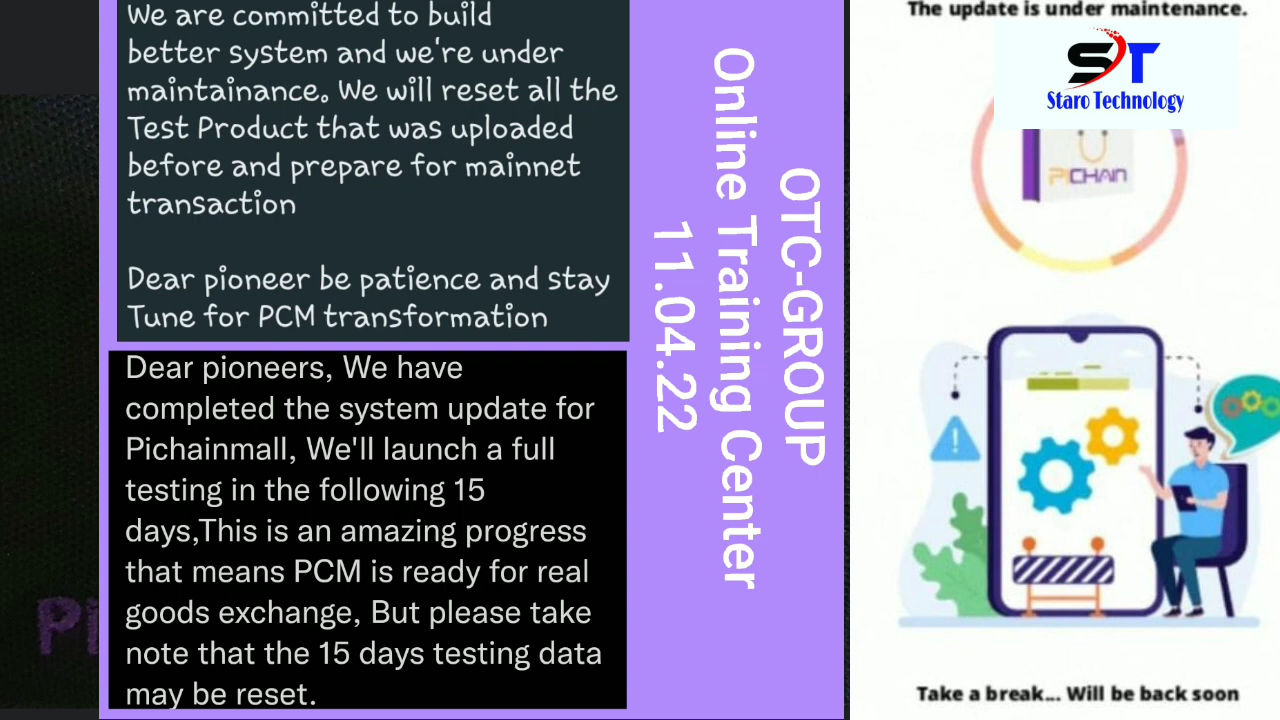 We are committed to build
better system and we're under
maintainance. We will reset all the
Test Product that was uploaded
before and prepare for mainnet
transaction
Dear pioneer be patience and stay
Tune for PCM transformation
Dear pioneers, We have
completed the system update for
Pichainmall, We'll launch a full
testing in the following 15
days,This is an amazing progress
that means PCM is ready for real
goods exchange, But please take
note that the 15 days testing data
may be reset.
Pi
OTC-GROUP
Online Training Center
11.04.22
The update is under maintenance.
ST
Staro Technology
PICHAIN
Take a break... Will be back soon